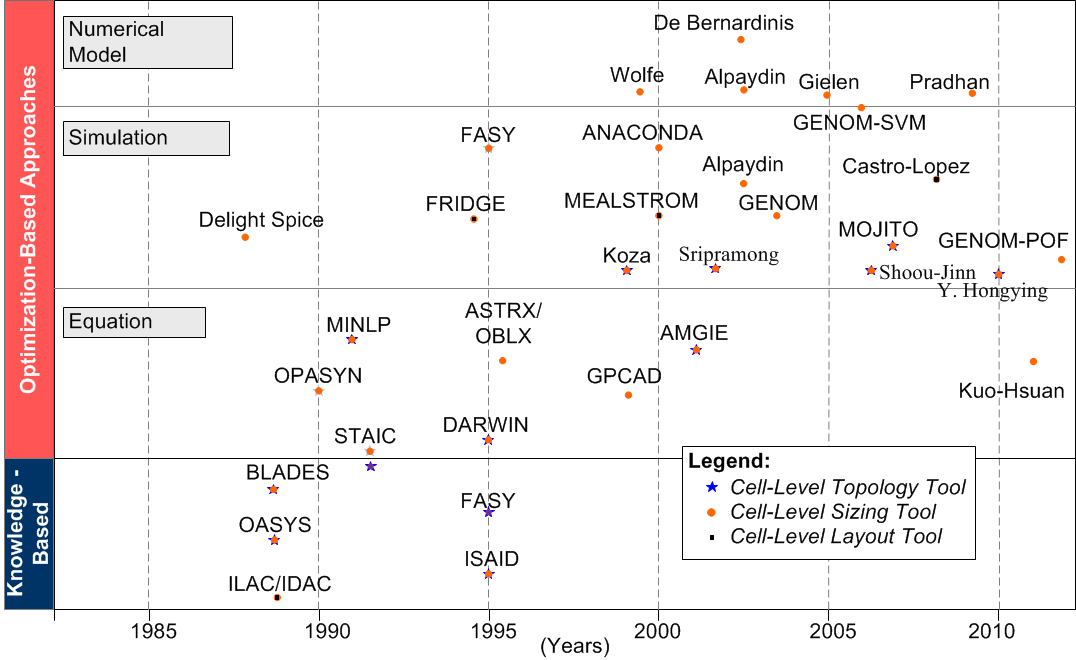 Optimization-Based Approaches
Numerical
Model
De Bernardinis
Wolfe
Alpaydin
Gielen
Pradhan
GENOM-SVM
Simulation
FASY
ANACONDA
Alpaydin
Castro-Lopez
FRIDGE
MEALSTROM
GENOM
Delight Spice
MOJITO
GENOM-POF
Koza
Sripramong
Shoou-Jinn
Y. Hongying
Equation
MINLP
ASTRX/
OBLX
AMGIE
OPASYN
GPCAD
Kuo-Hsuan
DARWIN
STAIC
Knowledge -
Based
BLADES
FASY
OASYS
ISAID
ILAC/IDAC
Legend:
Cell-Level Topology Tool
Cell-Level Sizing Tool
Cell-Level Layout Tool
1985 1990 1995 2000 2005 2010
(Years)